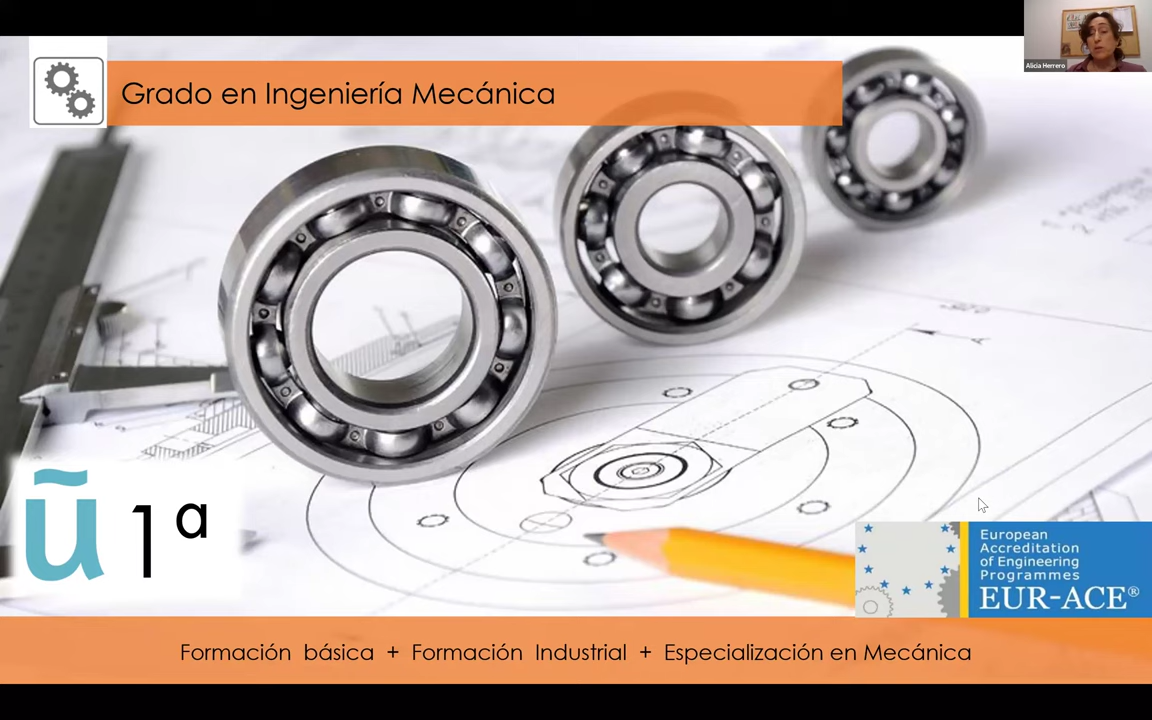 Alicia Herrero
Grado en Ingeniería Mecánica
ũ 1ª
European
Accreditation
of Engineering
Programmes
EUR-ACE®
Formación básica + Formación Industrial + Especialización en Mecánica